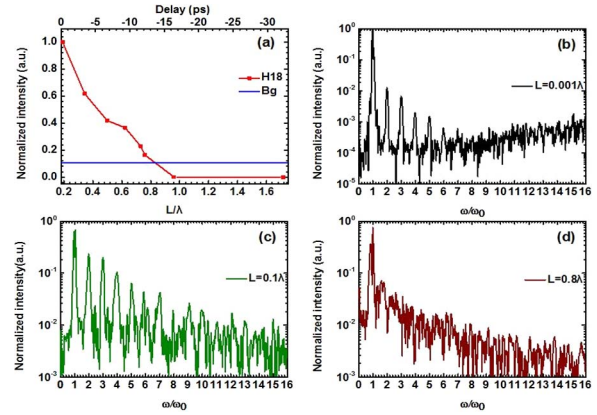 Delay (ps)
0 -5 -10 -15 -20 -25 -30
(a)
H18
Bg
Normalized intensity (a.u.)
1.0
0.8
0.6
0.4
0.2
0.0
0.2 0.4 0.6 0.8 1.0 1.2 1.4 1.6
L/λ
(b)
L=0.001λ
Normalized intensity (a.u.)
10⁰
10⁻¹
10⁻²
10⁻³
10⁻⁴
10⁻⁵
0 1 2 3 4 5 6 7 8 9 10 11 12 13 14 15 16
ω/ω₀
(c)
L=0.1λ
Normalized intensity(a.u.)
10⁰
10⁻¹
10⁻²
10⁻³
0 1 2 3 4 5 6 7 8 9 10 11 12 13 14 15 16
ω/ω₀
(d)
L=0.8λ
Normalized intensity (a.u.)
10⁰
10⁻¹
10⁻²
10⁻³
0 1 2 3 4 5 6 7 8 9 10 11 12 13 14 15 16
ω/ω₀